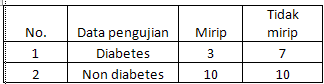 No. Data pengujian Mirip Tidak mirip
1 Diabetes 3 7
2 Non diabetes 10 10